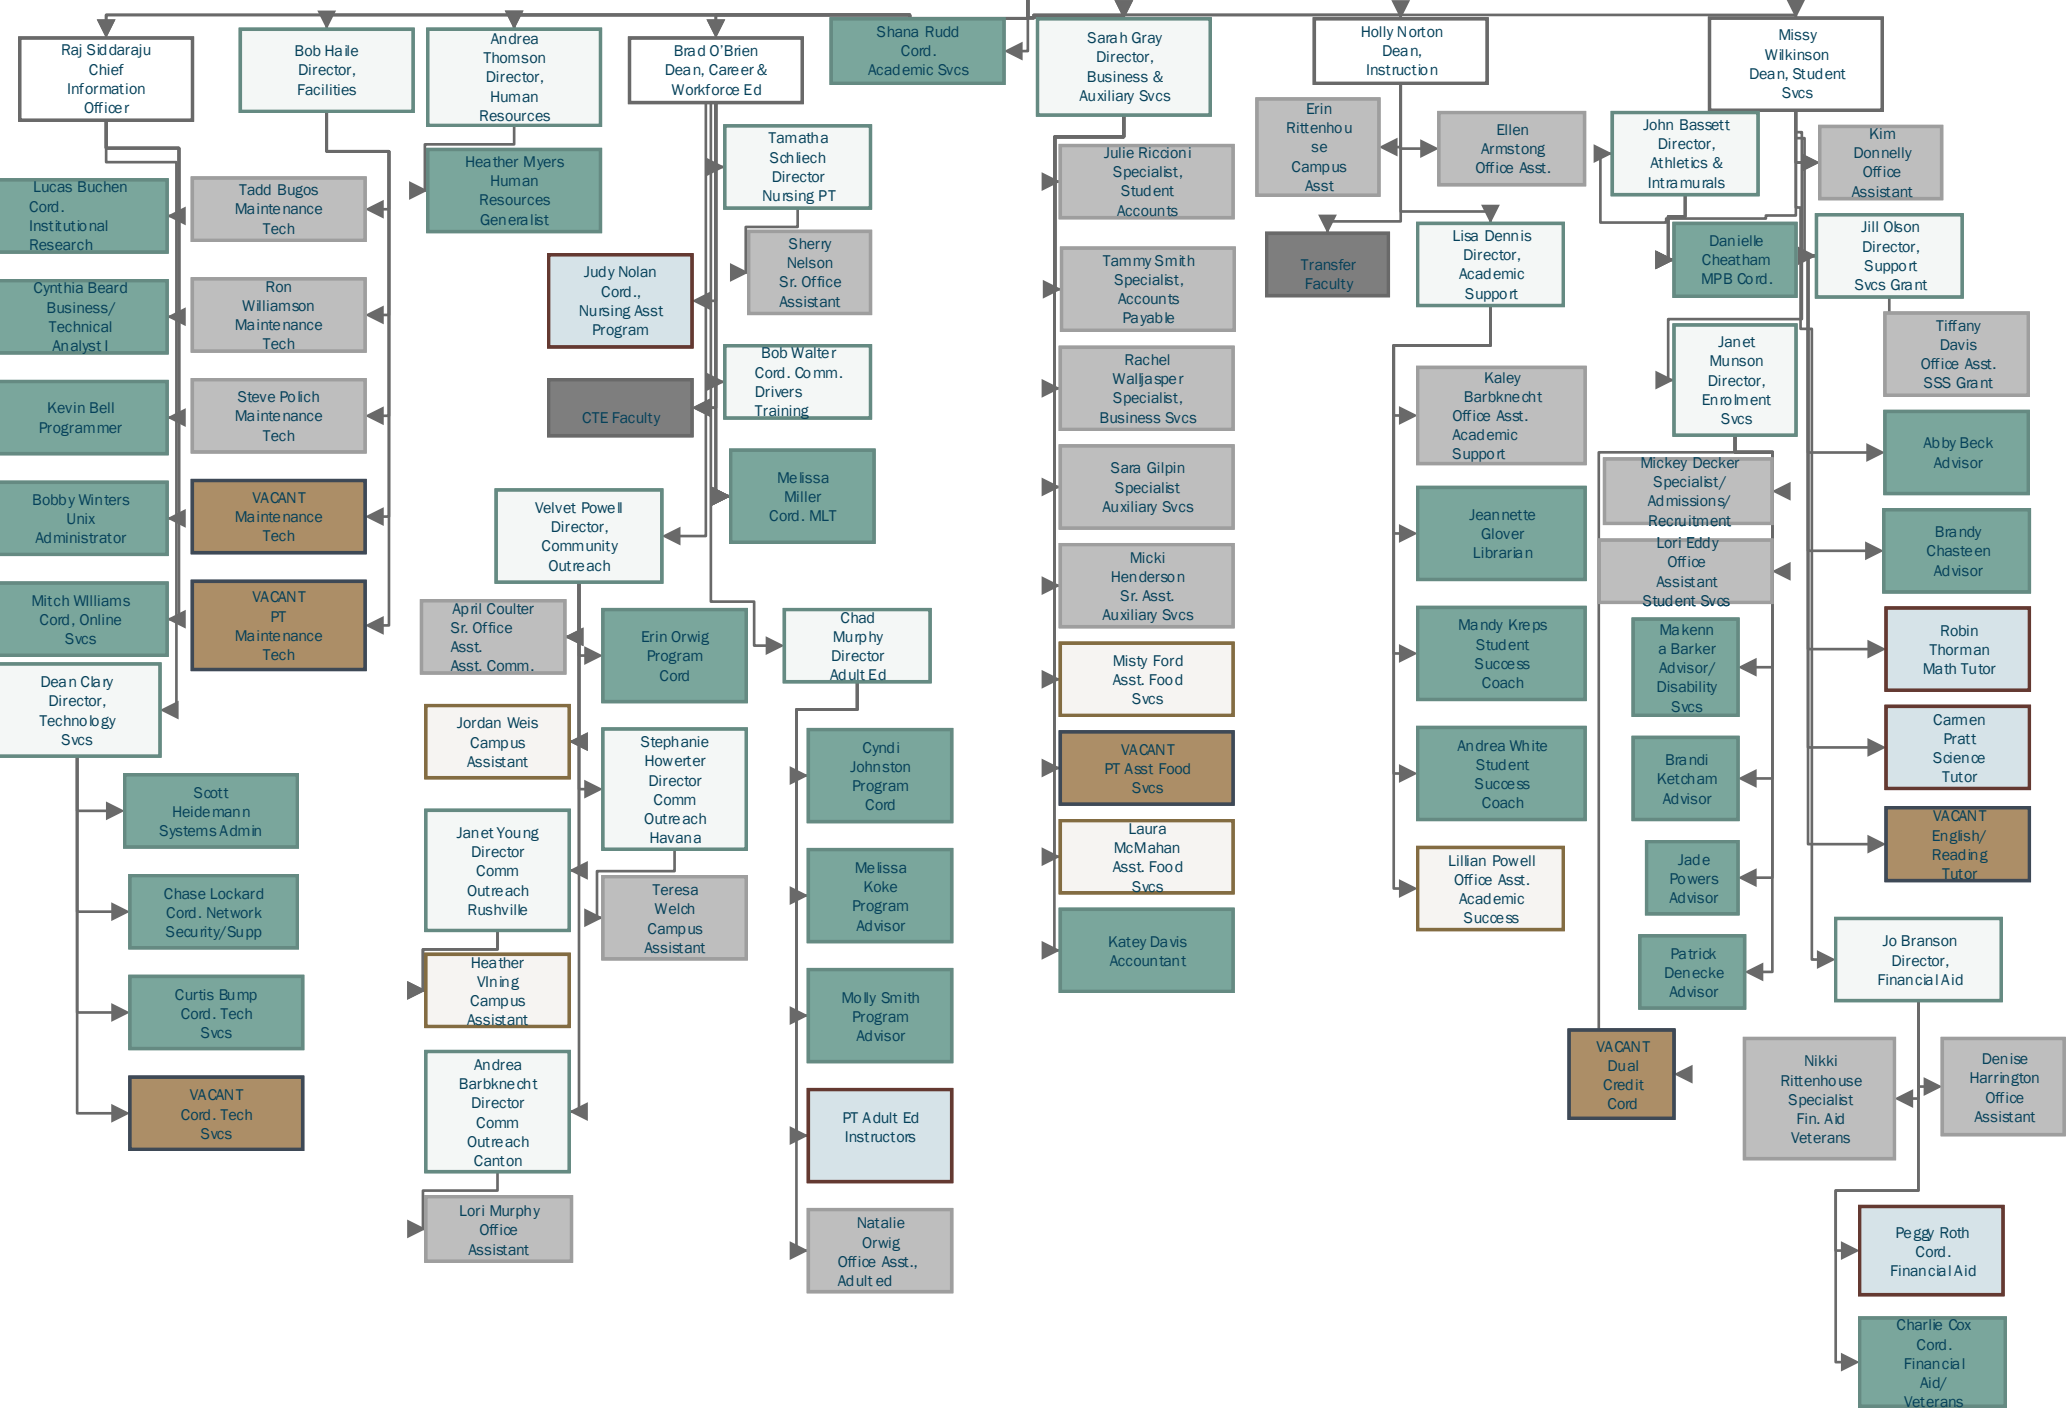 Raj Siddaraju
Chief
Information
Officer
Bob Haile
Director,
Facilities
Andrea
Thomson
Director,
Human
Resources
Brad O'Brien
Dean, Career &
Workforce Ed
Shana Rudd
Cord.
Academic Svcs
Sarah Gray
Director,
Business &
Auxiliary Svcs
Holly Norton
Dean,
Instruction
Missy
Wilkinson
Dean, Student
Svcs
Lucas Buchen
Cord.
Institutional
Research
Cynthia Beard
Business/
Technical
Analyst I
Kevin Bell
Programmer
Bobby Winters
Unix
Administrator
Mitch WIlliams
Cord, Online
Svcs
Dean Clary
Director,
Technology
Svcs
Scott
Heidemann
Systems Admin
Chase Lockard
Cord. Network
Security/Supp
Curtis Bump
Cord. Tech
Svcs
VACANT
Cord. Tech
Svcs
Tadd Bugos
Maintenance
Tech
Ron
Williamson
Maintenance
Tech
Steve Polich
Maintenance
Tech
VACANT
Maintenance
Tech
VACANT
PT
Maintenance
Tech
Heather Myers
Human
Resources
Generalist
Tamatha
Schliech
Director
Nursing PT
Sherry
Nelson
Sr. Office
Assistant
Judy Nolan
Cord.,
Nursing Asst
Program
Bob Walter
Cord. Comm.
Drivers
Training
CTE Faculty
Melissa
Miller
Cord. MLT
Velvet Powell
Director,
Community
Outreach
April Coulter
Sr. Office
Asst.
Asst. Comm.
Erin Orwig
Program
Cord
Jordan Weis
Campus
Assistant
Stephanie
Howerter
Director
Comm
Outreach
Havana
Janet Young
Director
Comm
Outreach
Rushville
Teresa
Welch
Campus
Assistant
Heather
VIning
Campus
Assistant
Andrea
Barbknecht
Director
Comm
Outreach
Canton
Lori Murphy
Office
Assistant
Chad
Murphy
Director
Adult Ed
Cyndi
Johnston
Program
Cord
Melissa
Koke
Program
Advisor
Molly Smith
Program
Advisor
PT Adult Ed
Instructors
Natalie
Orwig
Office Asst.,
Adult ed
Julie Riccioni
Specialist,
Student
Accounts
Tammy Smith
Specialist,
Accounts
Payable
Rachel
Walljasper
Specialist,
Business Svcs
Sara Gilpin
Specialist
Auxiliary Svcs
Micki
Henderson
Sr. Asst.
Auxiliary Svcs
Misty Ford
Asst. Food
Svcs
VACANT
PT Asst Food
Svcs
Laura
McMahan
Asst. Food
Svcs
Katey Davis
Accountant
Erin
Rittenhou
se
Campus
Asst
Ellen
Armstong
Office Asst.
Transfer
Faculty
Lisa Dennis
Director,
Academic
Support
Kaley
Barbknecht
Office Asst.
Academic
Support
Jeannette
Glover
Librarian
Mandy Kreps
Student
Success
Coach
Andrea White
Student
Success
Coach
Lillian Powell
Office Asst.
Academic
Success
John Bassett
Director,
Athletics &
Intramurals
Kim
Donnelly
Office
Assistant
Danielle
Cheatham
MPB Cord.
Jill Olson
Director,
Support
Svcs Grant
Tiffany
Davis
Office Asst.
SSS Grant
Janet
Munson
Director,
Enrolment
Svcs
Mickey Decker
Specialist/
Admissions/
Recruitment
Lori Eddy
Office
Assistant
Student Svcs
Makenn
a Barker
Advisor/
Disability
Svcs
Brandi
Ketcham
Advisor
Jade
Powers
Advisor
Patrick
Denecke
Advisor
VACANT
Dual
Credit
Cord
Abby Beck
Advisor
Brandy
Chasteen
Advisor
Robin
Thorman
Math Tutor
Carmen
Pratt
Science
Tutor
VACANT
English/
Reading
Tutor
Jo Branson
Director,
Financial Aid
Nikki
Rittenhouse
Specialist
Fin. Aid
Veterans
Denise
Harrington
Office
Assistant
Peggy Roth
Cord.
Financial Aid
Charlie Cox
Cord.
Financial
Aid/
Veterans